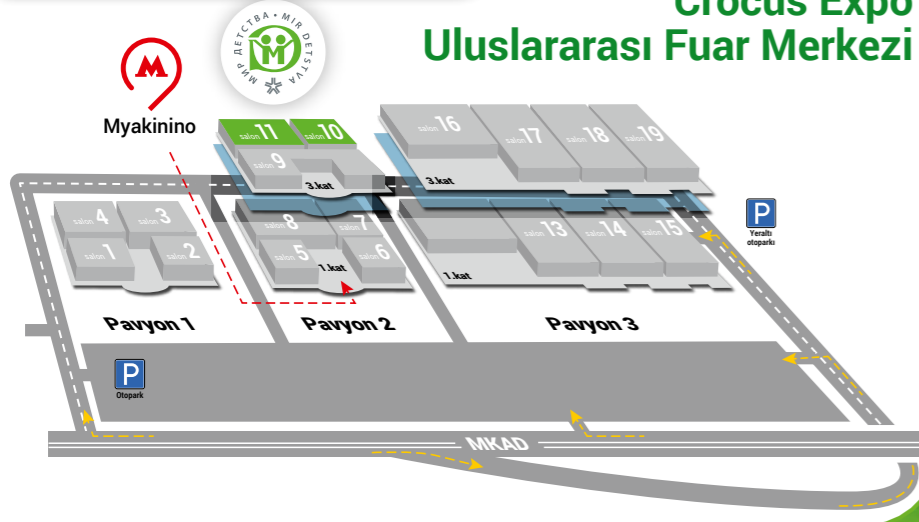 Crocus Expo
Uluslararası Fuar Merkezi
МИР ДЕТСТВА • MIR DETSTVA
M
Myakinino
salon 11
salon 10
salon 9
3.kat
salon 16
salon 17
salon 18
salon 19
3.kat
salon 4
salon 3
salon 1
salon 2
salon 8
salon 7
salon 5
salon 6
1.kat
salon 13
salon 14
salon 15
1.kat
P
Yeraltı
otoparkı
Pavyon 1
Pavyon 2
Pavyon 3
P
Otopark
MKAD